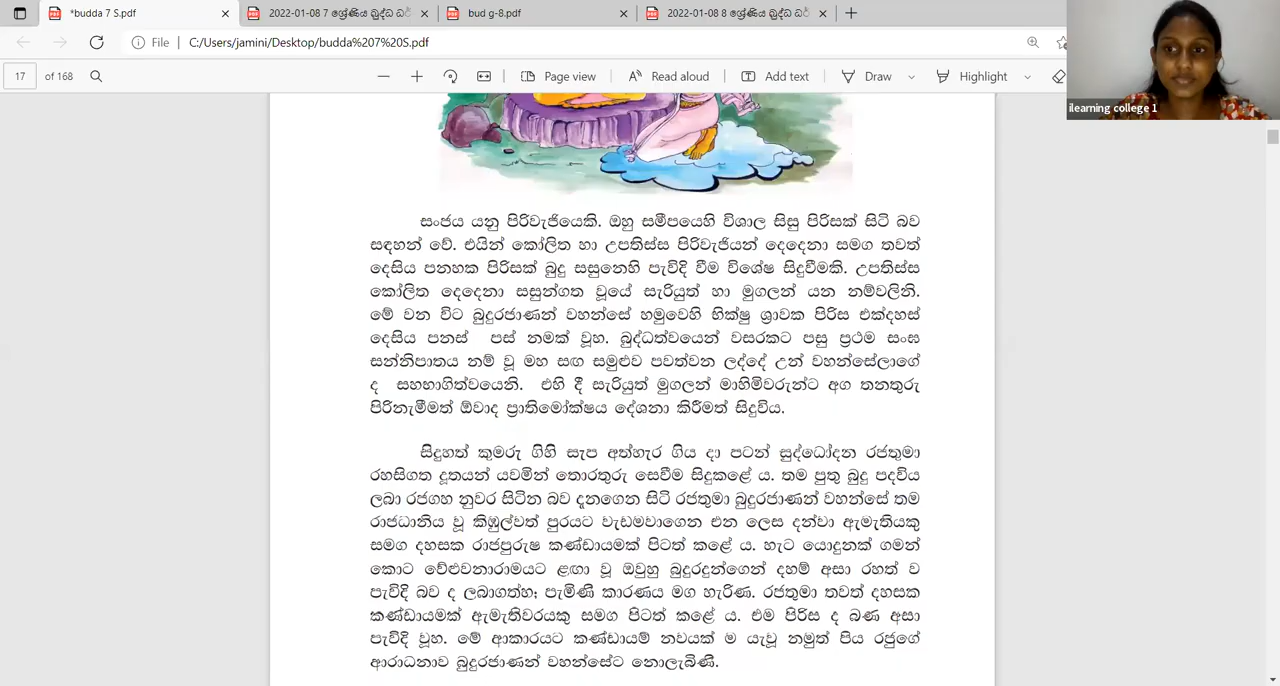 *budda 7 S.pdf
2022-01-08 7 ශ්‍රේණිය බුද්ධ ධර්
bud g-8.pdf
2022-01-08 8 ශ්‍රේණිය බුද්ධ ධර්
File
C:/Users/jamini/Desktop/budda%207%20S.pdf
17 of 168
Page view
Read aloud
Add text
Draw
Highlight
ilearning college 1
සංජය යනු පිරිවැජියෙකි. ඔහු සමීපයෙහි විශාල සිසු පිරිසක් සිටි බව
සඳහන් වේ. එයින් කෝලිත හා උපතිස්ස පිරිවැජියන් දෙදෙනා සමග තවත්
දෙසිය පනහක පිරිසක් බුදු සසුනෙහි පැවිදි වීම විශේෂ සිදුවීමකි. උපතිස්ස
කෝලිත දෙදෙනා සසුන්ගත වූයේ සැරියුත් හා මුගලන් යන නම්වලිනි.
මේ වන විට බුදුරජාණන් වහන්සේ හමුවෙහි භික්ෂු ශ්‍රාවක පිරිස එක්දහස්
දෙසිය පනස් පස් නමක් වූහ. බුද්ධත්වයෙන් වසරකට පසු ප්‍රථම සංඝ
සන්නිපාතය නම් වූ මහ සඟ සමුළුව පවත්වන ලද්දේ උන් වහන්සේලාගේ
ද සහභාගිත්වයෙනි. එහි දී සැරියුත් මුගලන් මාහිමිවරුන්ට අග තනතුරු
පිරිනැමීමත් ඕවාද ප්‍රාතිමෝක්ෂය දේශනා කිරීමත් සිදුවිය.
සිදුහත් කුමරු ගිහි සැප අත්හැර ගිය දා පටන් සුද්ධෝදන රජතුමා
රහසිගත දූතයන් යවමින් තොරතුරු සෙවීම සිදුකළේ ය. තම පුතු බුදු පදවිය
ලබා රජගහ නුවර සිටින බව දැනගෙන සිටි රජතුමා බුදුරජාණන් වහන්සේ තම
රාජධානිය වූ කිඹුල්වත් පුරයට වැඩමවාගෙන එන ලෙස දන්වා ඇමැතියකු
සමග දහසක රාජපුරුෂ කණ්ඩායමක් පිටත් කළේ ය. හැට යොදුනක් ගමන්
කොට වේළුවනාරාමයට ළඟා වූ ඔවුහු බුදුරදුන්ගෙන් දහම් අසා රහත් ව
පැවිදි බව ද ලබාගත්හ; පැමිණි කාරණය මග හැරිණ. රජතුමා තවත් දහසක
කණ්ඩායමක් ඇමැතිවරයකු සමග පිටත් කළේ ය. එම පිරිස ද බණ අසා
පැවිදි වූහ. මේ ආකාරයට කණ්ඩායම් නවයක් ම යැවූ නමුත් පිය රජුගේ
ආරාධනාව බුදුරජාණන් වහන්සේට නොලැබිණි.